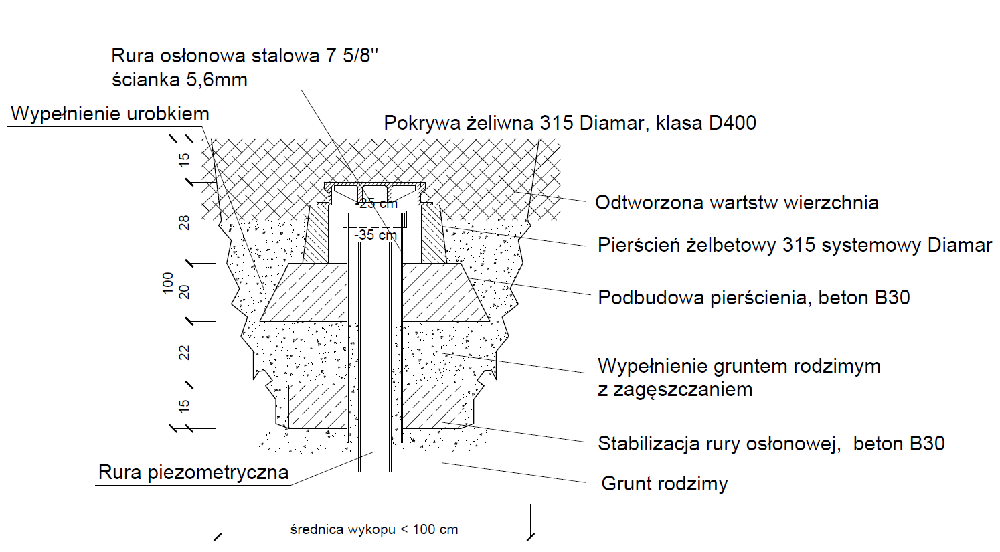 Rura osłonowa stalowa 7 5/8"
ścianka 5,6mm
Wypełnienie urobkiem
Pokrywa żeliwna 315 Diamar, klasa D400
15
28
20
22
15
100
-25 cm
-35 cm
Odtworzona wartstw wierzchnia
Pierścień żelbetowy 315 systemowy Diamar
Podbudowa pierścienia, beton B30
Wypełnienie gruntem rodzimym
z zagęszczaniem
Stabilizacja rury osłonowej, beton B30
Rura piezometryczna
Grunt rodzimy
średnica wykopu < 100 cm